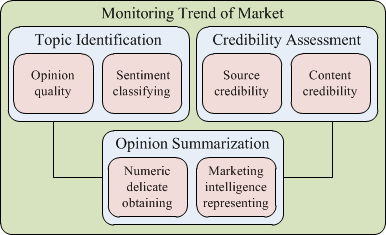 Monitoring Trend of Market
Topic Identification
Opinion
quality
Sentiment
classifying
Credibility Assessment
Source
credibility
Content
credibility
Opinion Summarization
Numeric
delicate
obtaining
Marketing
intelligence
representing